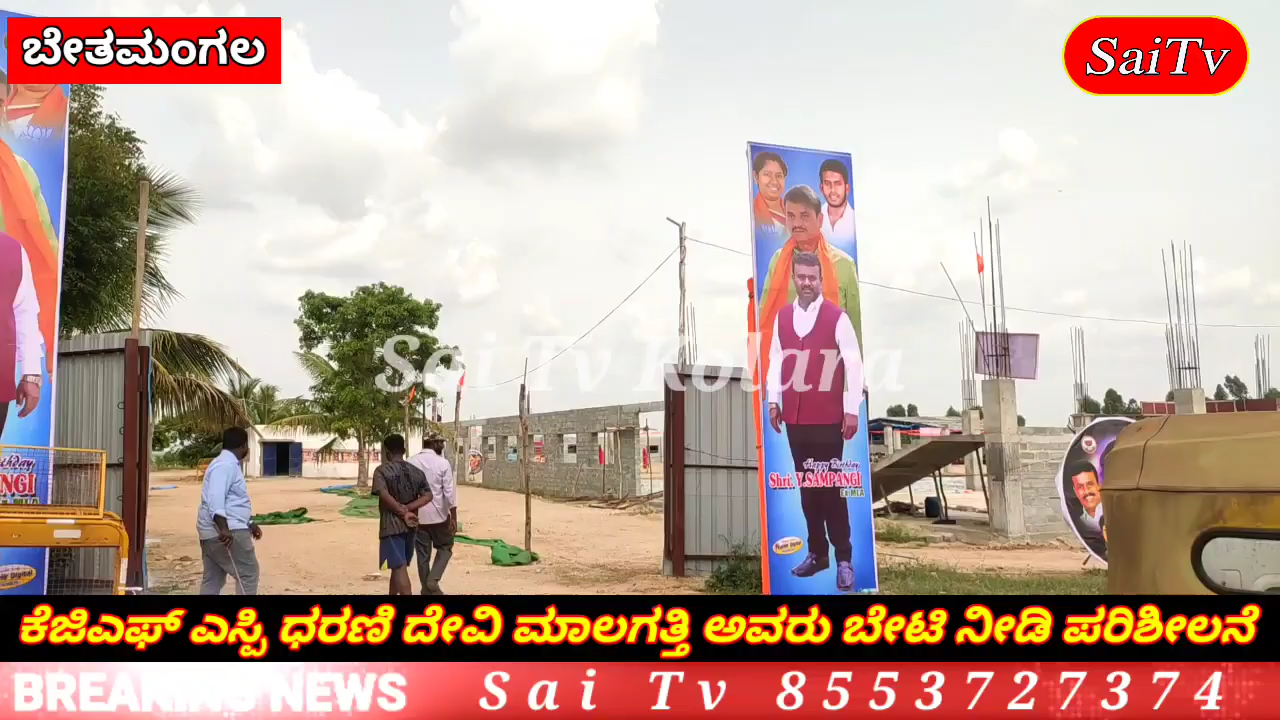 ಬೇತಮಂಗಲ
SaiTv
Sai Tv Kolara
Happy Birthday
Shri. Y.SAMPANGI
Ex MLA
ಕೆಜಿಎಫ್ ಎಸ್ಪಿ ಧರಣಿ ದೇವಿ ಮಾಲಗತ್ತಿ ಅವರು ಬೇಟಿ ನೀಡಿ ಪರಿಶೀಲನೆ
BREAKING NEWS Sai Tv 8553727374